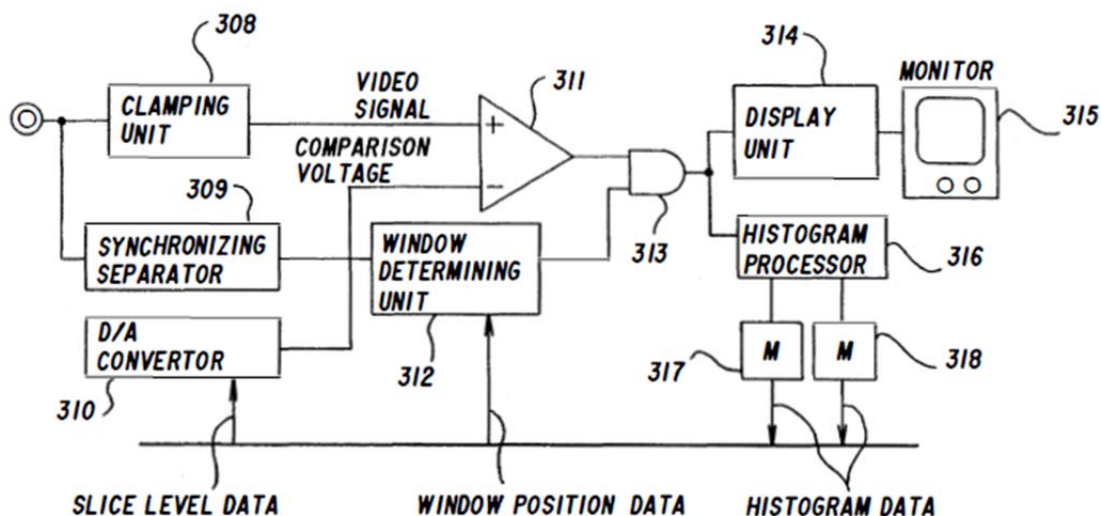 308
CLAMPING
UNIT
VIDEO
SIGNAL
COMPARISON
VOLTAGE
311
+
−
314
DISPLAY
UNIT
MONITOR
315
309
SYNCHRONIZING
SEPARATOR
WINDOW
DETERMINING
UNIT
313
HISTOGRAM
PROCESSOR
316
D/A
CONVERTOR
310
312
317
M
M
318
SLICE LEVEL DATA
WINDOW POSITION DATA
HISTOGRAM DATA